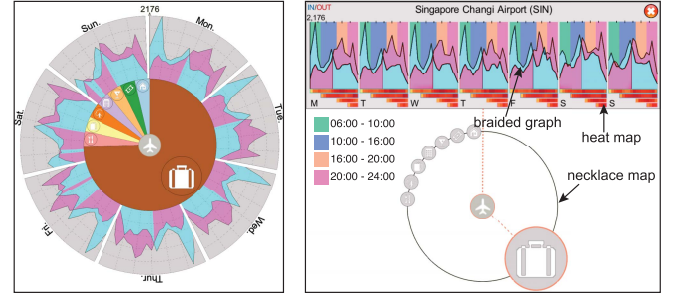 2176
Sun.
Mon.
Sat.
Tue.
Fri.
Wed.
Thur.
IN/OUT
Singapore Changi Airport (SIN)
2,176
M T W T F S S
braided graph
heat map
06:00 - 10:00
10:00 - 16:00
16:00 - 20:00
20:00 - 24:00
necklace map